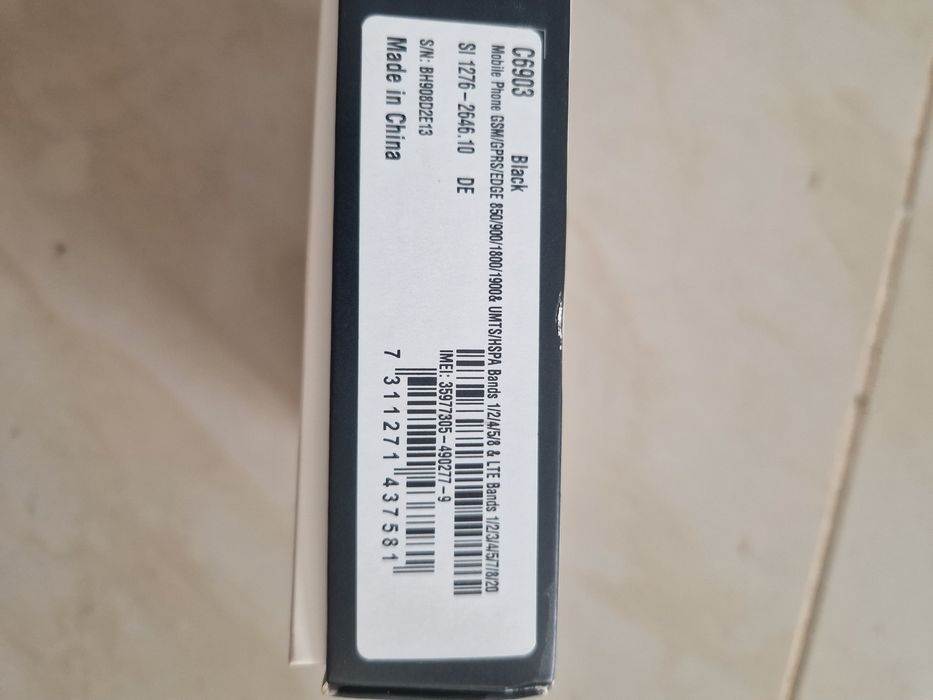 C6903 Black
Mobile Phone GSM/GPRS/EDGE 850/900/1800/1900& UMTS/HSPA Bands 1/2/4/5/8 & LTE Bands 1/2/3/4/5/7/8/20
SI 1276-2646.10 DE
IMEI: 35977305-490277-9
S/N: BH908D2E13
Made in China
7 311271 437581